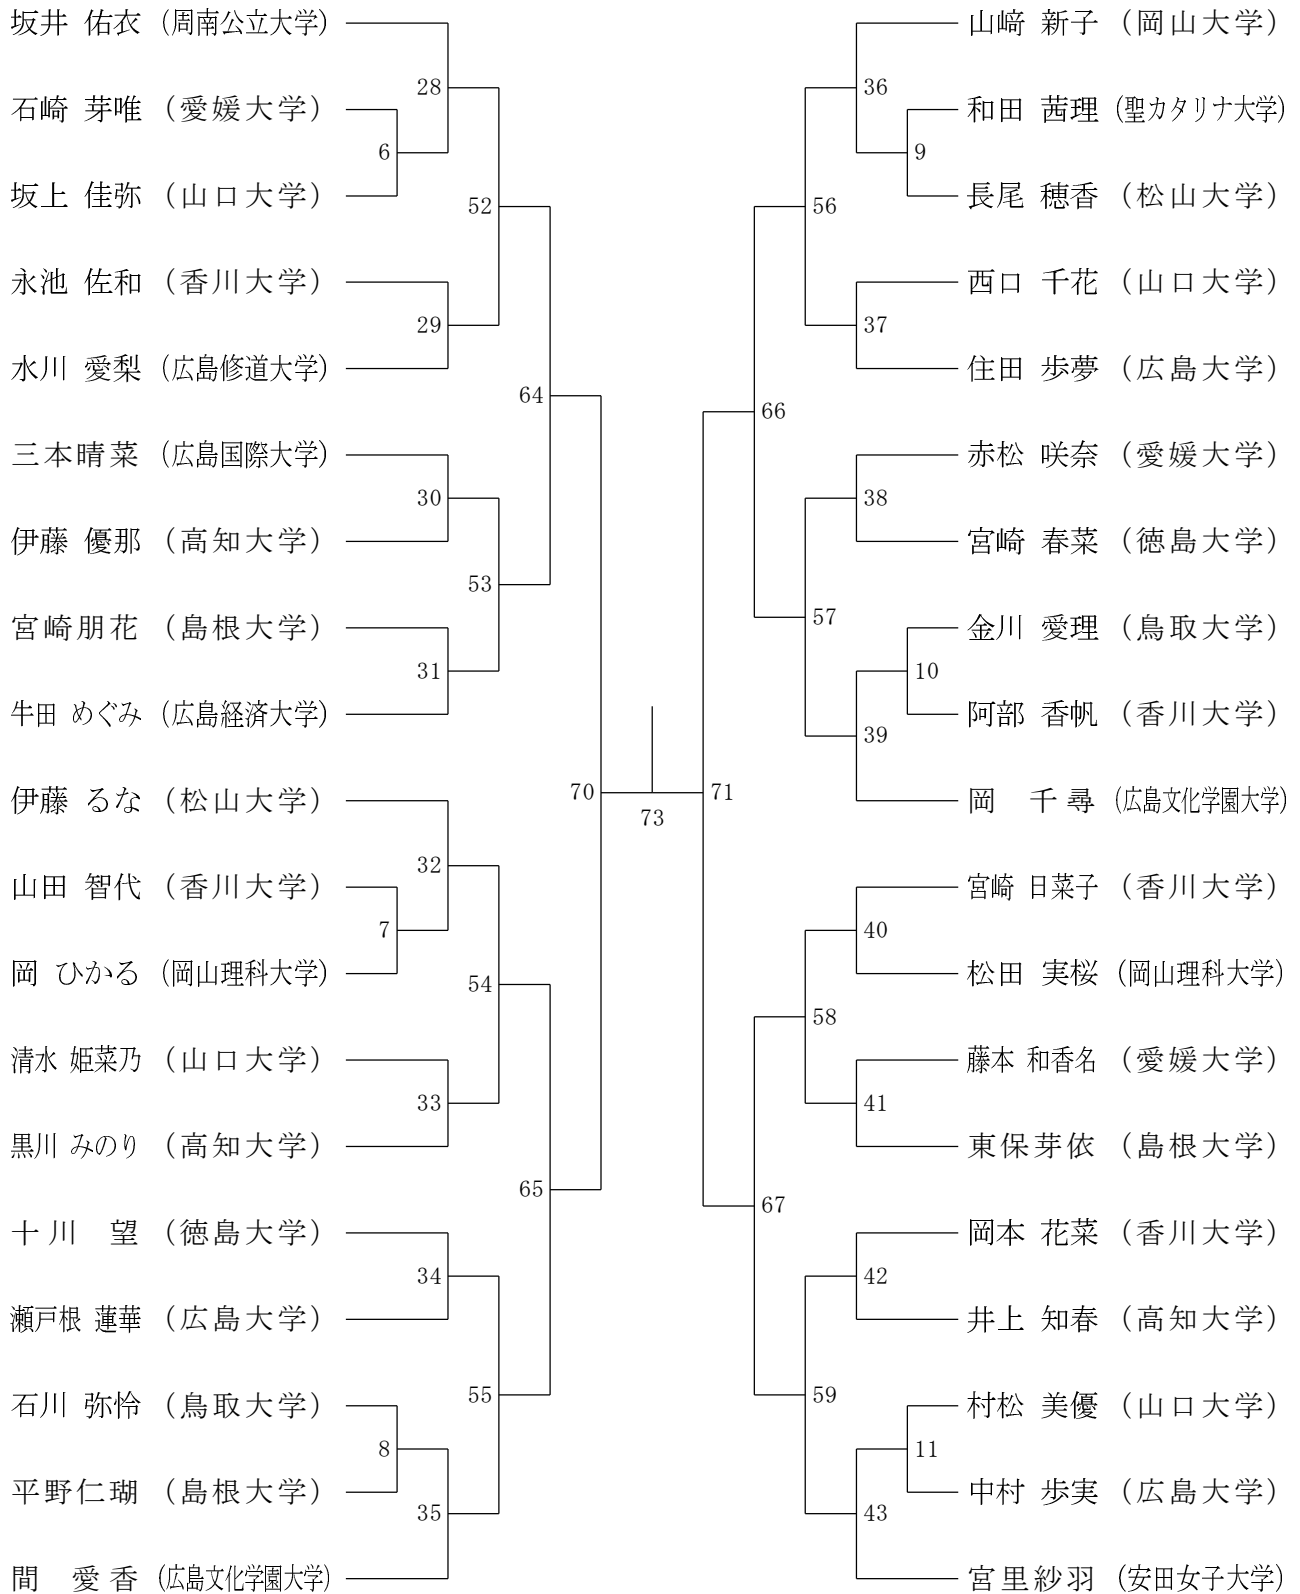 坂井 佑衣 (周南公立大学)
28
石崎 芽唯 (愛媛大学)
6
坂上 佳弥 (山口大学)
52
永池 佐和 (香川大学)
29
水川 愛梨 (広島修道大学)
64
三本晴菜 (広島国際大学)
30
伊藤 優那 (高知大学)
53
宮崎朋花 (島根大学)
31
牛田 めぐみ (広島経済大学)
70
伊藤 るな (松山大学)
32
山田 智代 (香川大学)
7
岡 ひかる (岡山理科大学)
54
清水 姫菜乃 (山口大学)
33
黒川 みのり (高知大学)
65
十川 望 (徳島大学)
34
瀬戸根 蓮華 (広島大学)
55
石川 弥怜 (鳥取大学)
8
平野仁瑚 (島根大学)
35
間 愛香 (広島文化学園大学)
73
山﨑 新子 (岡山大学)
36
和田 茜理 (聖カタリナ大学)
9
長尾 穂香 (松山大学)
56
西口 千花 (山口大学)
37
住田 歩夢 (広島大学)
66
赤松 咲奈 (愛媛大学)
38
宮崎 春菜 (徳島大学)
57
金川 愛理 (鳥取大学)
10
阿部 香帆 (香川大学)
39
71
岡 千尋 (広島文化学園大学)
宮崎 日菜子 (香川大学)
40
松田 実桜 (岡山理科大学)
58
藤本 和香名 (愛媛大学)
41
東保芽依 (島根大学)
67
岡本 花菜 (香川大学)
42
井上 知春 (高知大学)
59
村松 美優 (山口大学)
11
中村 歩実 (広島大学)
43
宮里紗羽 (安田女子大学)